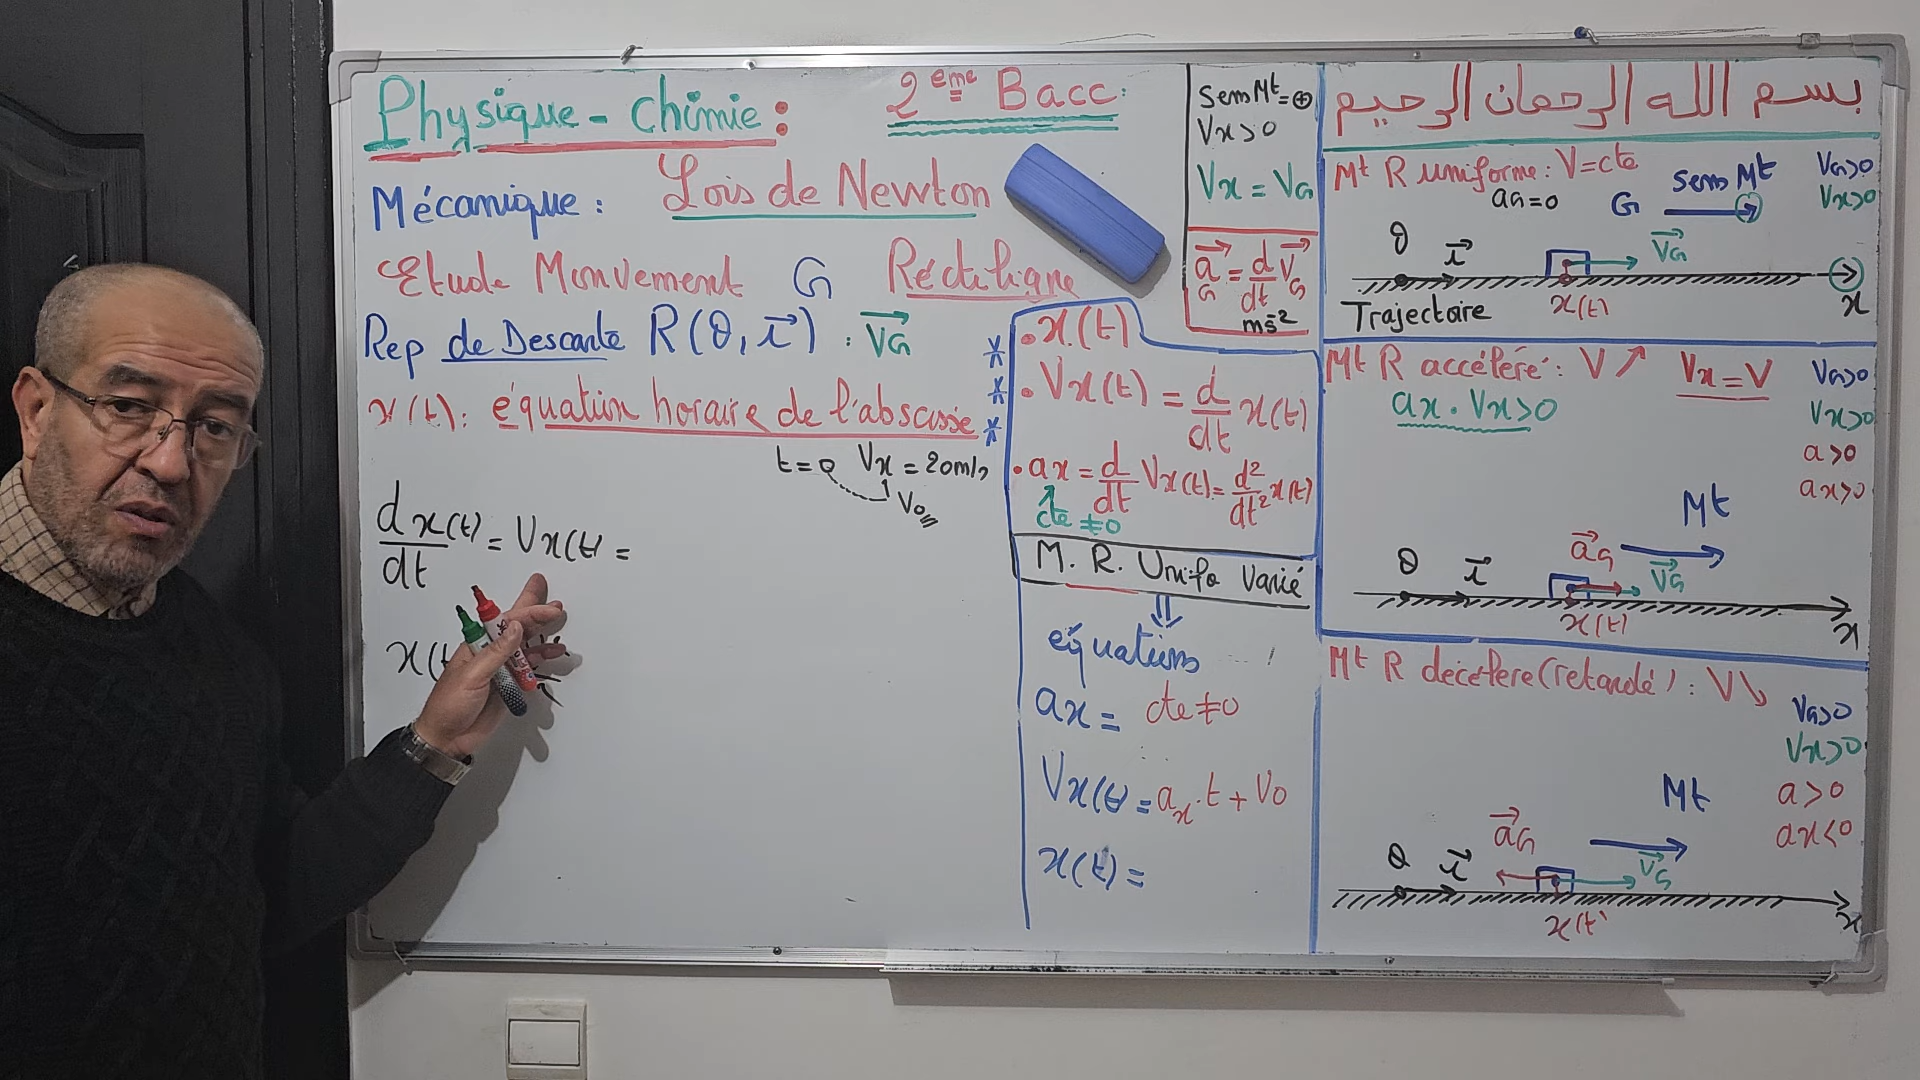 Physique - chimie :
2eme Bacc:
Mécanique : Lois de Newton
Etude Mouvement G Réctiligne
Rep de Descarte R(O, i) : VG
x(t) : équation horaire de l'abscisse
t=0 Vx = 20m/s
V0
d x(t) / dt = Vx(t) =
x(t
Sens Mt = ⊕
Vx > 0
Vx = VG
aG = d/dt VG
ms-2
* • x(t)
* • Vx(t) = d/dt x(t)
* • ax = d/dt Vx(t) = d²/dt² x(t)
cte ≠ 0
M. R. Unifo Varié
⇓
équations
ax = cte ≠ 0
Vx(t) = ax . t + V0
x(t) =
بسم الله الرحمان الرحيم
Mt R uniforme : V = cte
aG = 0
G
Sens Mt
VG>0
Vx>0
O i VG
x(t) x
Trajectoire
Mt R accéléré : V ↗ Vx = V
ax . Vx > 0
VG>0
Vx>0
a>0
ax>0
Mt
aG
O i VG
x(t) x
Mt R décéléré (retardé) : V ↘
VG>0
Vx>0
a>0
ax<0
Mt
aG
O i VG
x(t) x